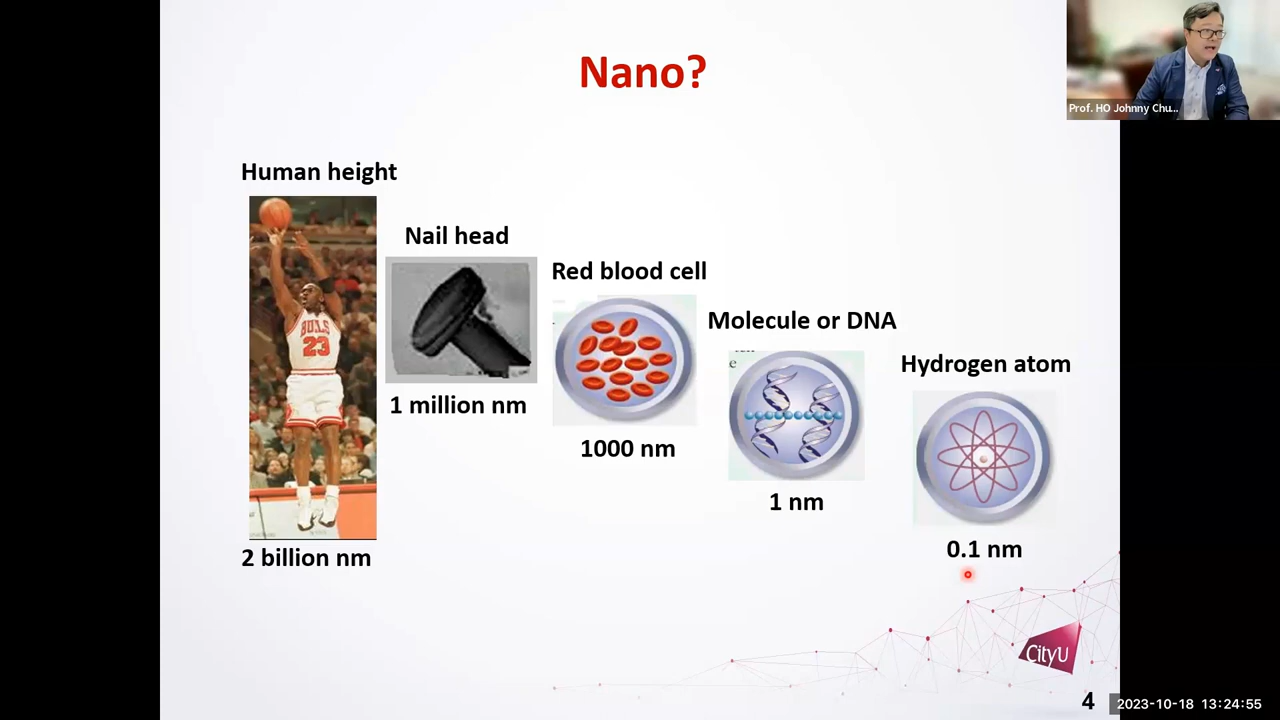 Nano?
Prof. HO Johnny Chu...
Human height
Nail head
Red blood cell
Molecule or DNA
Hydrogen atom
BULLS
23
e
1 million nm
1000 nm
1 nm
0.1 nm
2 billion nm
CityU
4
2023-10-18 13:24:55